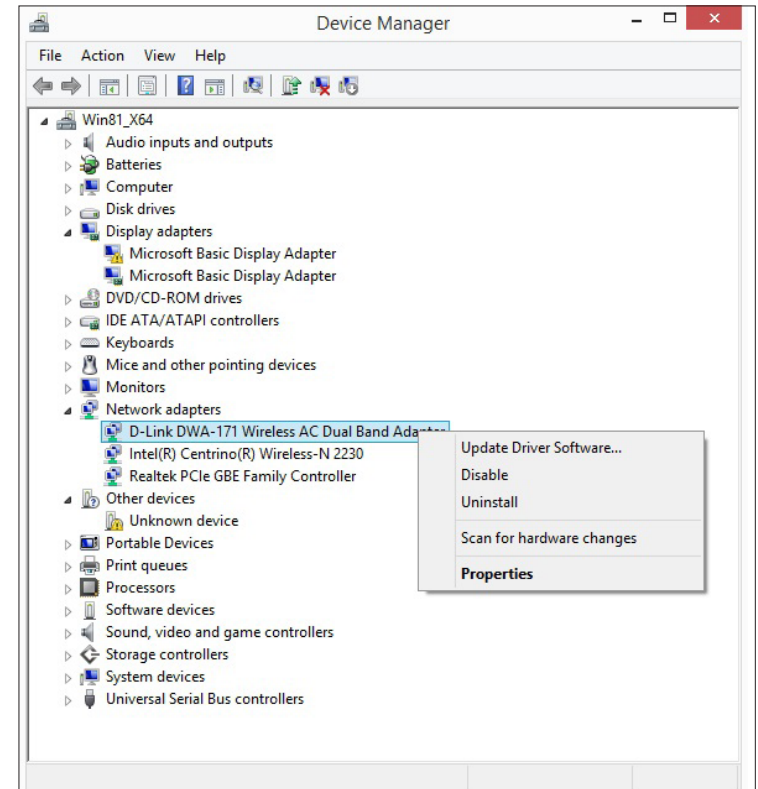 Device Manager
File Action View Help
Win81_X64
Audio inputs and outputs
Batteries
Computer
Disk drives
Display adapters
Microsoft Basic Display Adapter
Microsoft Basic Display Adapter
DVD/CD-ROM drives
IDE ATA/ATAPI controllers
Keyboards
Mice and other pointing devices
Monitors
Network adapters
D-Link DWA-171 Wireless AC Dual Band Adapter
Intel(R) Centrino(R) Wireless-N 2230
Realtek PCIe GBE Family Controller
Other devices
Unknown device
Portable Devices
Print queues
Processors
Software devices
Sound, video and game controllers
Storage controllers
System devices
Universal Serial Bus controllers
Update Driver Software...
Disable
Uninstall
Scan for hardware changes
Properties